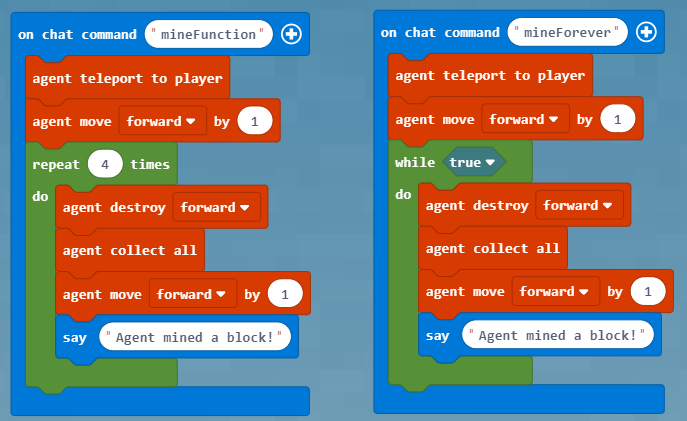 on chat command "mineFunction"
agent teleport to player
agent move forward by 1
repeat 4 times
do
agent destroy forward
agent collect all
agent move forward by 1
say "Agent mined a block!"
on chat command "mineForever"
agent teleport to player
agent move forward by 1
while true
do
agent destroy forward
agent collect all
agent move forward by 1
say "Agent mined a block!"